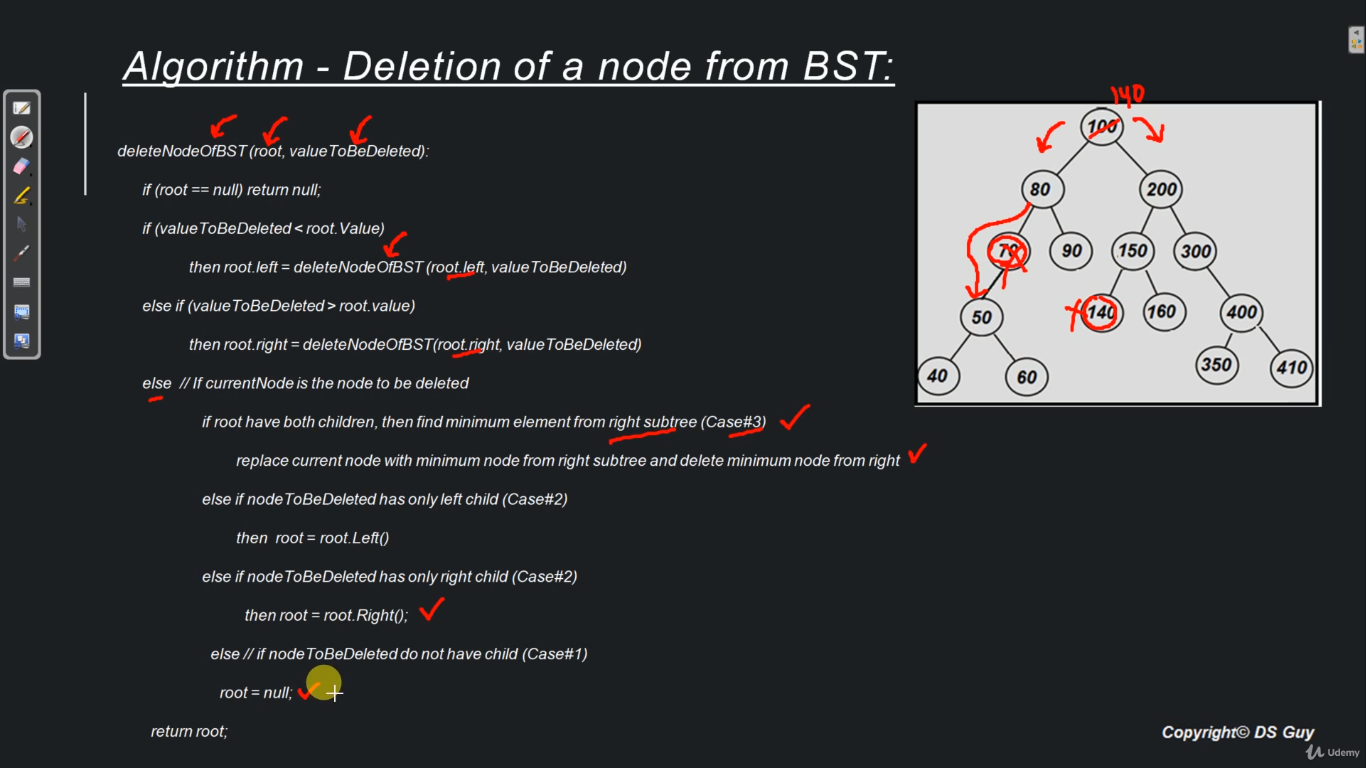 Algorithm - Deletion of a node from BST:
deleteNodeOfBST(root, valueToBeDeleted):
if (root == null) return null;
if (valueToBeDeleted < root.Value)
then root.left = deleteNodeOfBST (root.left, valueToBeDeleted)
else if (valueToBeDeleted > root.value)
then root.right = deleteNodeOfBST(root.right, valueToBeDeleted)
else // If currentNode is the node to be deleted
if root have both children, then find minimum element from right subtree (Case#3)
replace current node with minimum node from right subtree and delete minimum node from right
else if nodeToBeDeleted has only left child (Case#2)
then root = root.Left()
else if nodeToBeDeleted has only right child (Case#2)
then root = root.Right();
else // if nodeToBeDeleted do not have child (Case#1)
root = null;
return root;
140
100
80 200
70 90 150 300
50 140 160 400
40 60 350 410
Copyright© DS Guy
Udemy